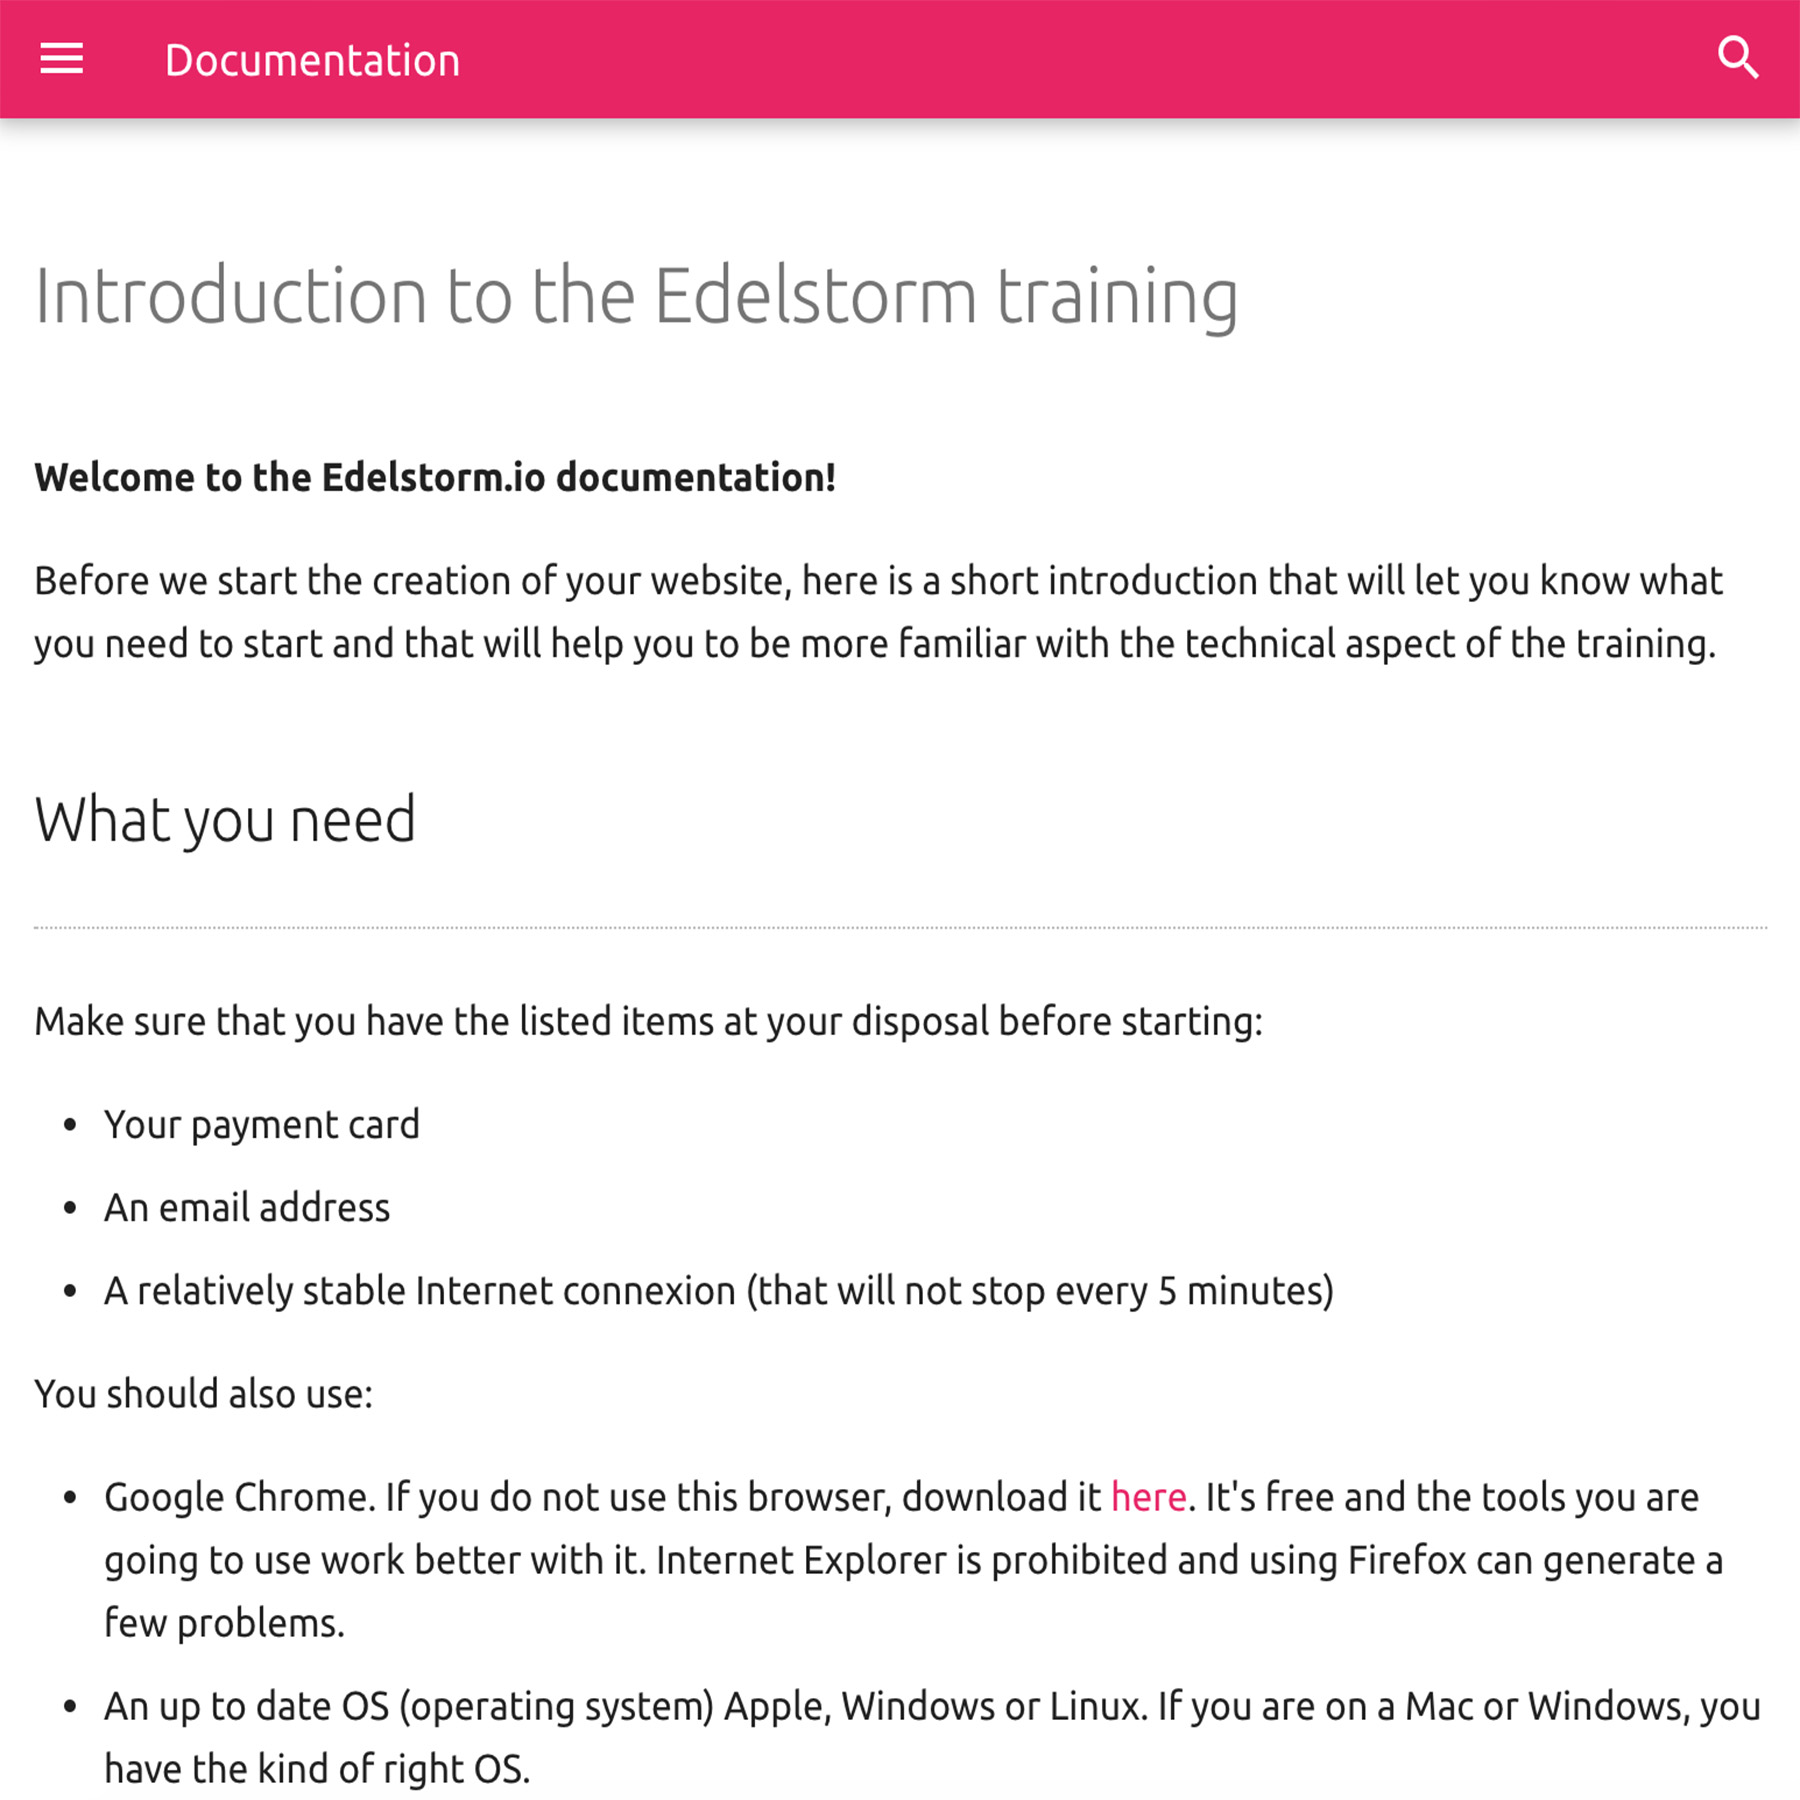 Documentation
Introduction to the Edelstorm training
Welcome to the Edelstorm.io documentation!
Before we start the creation of your website, here is a short introduction that will let you know what
you need to start and that will help you to be more familiar with the technical aspect of the training.
What you need
Make sure that you have the listed items at your disposal before starting:
• Your payment card
• An email address
• A relatively stable Internet connexion (that will not stop every 5 minutes)
You should also use:
• Google Chrome. If you do not use this browser, download it here. It's free and the tools you are
going to use work better with it. Internet Explorer is prohibited and using Firefox can generate a
few problems.
• An up to date OS (operating system) Apple, Windows or Linux. If you are on a Mac or Windows, you
have the kind of right OS.